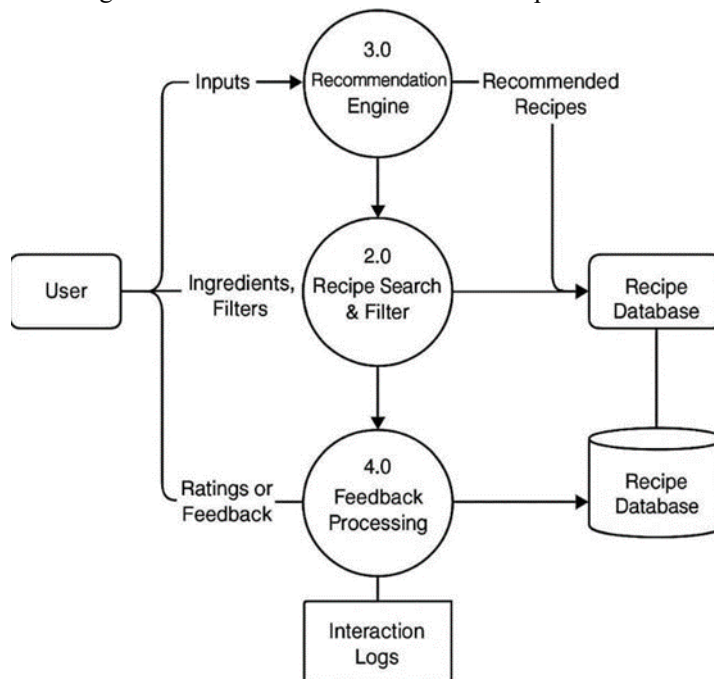 3.0
Recommendation
Engine
Inputs
Recommended
Recipes
2.0
Recipe Search
& Filter
User
Ingredients,
Filters
Recipe
Database
4.0
Feedback
Processing
Ratings or
Feedback
Recipe
Database
Interaction
Logs